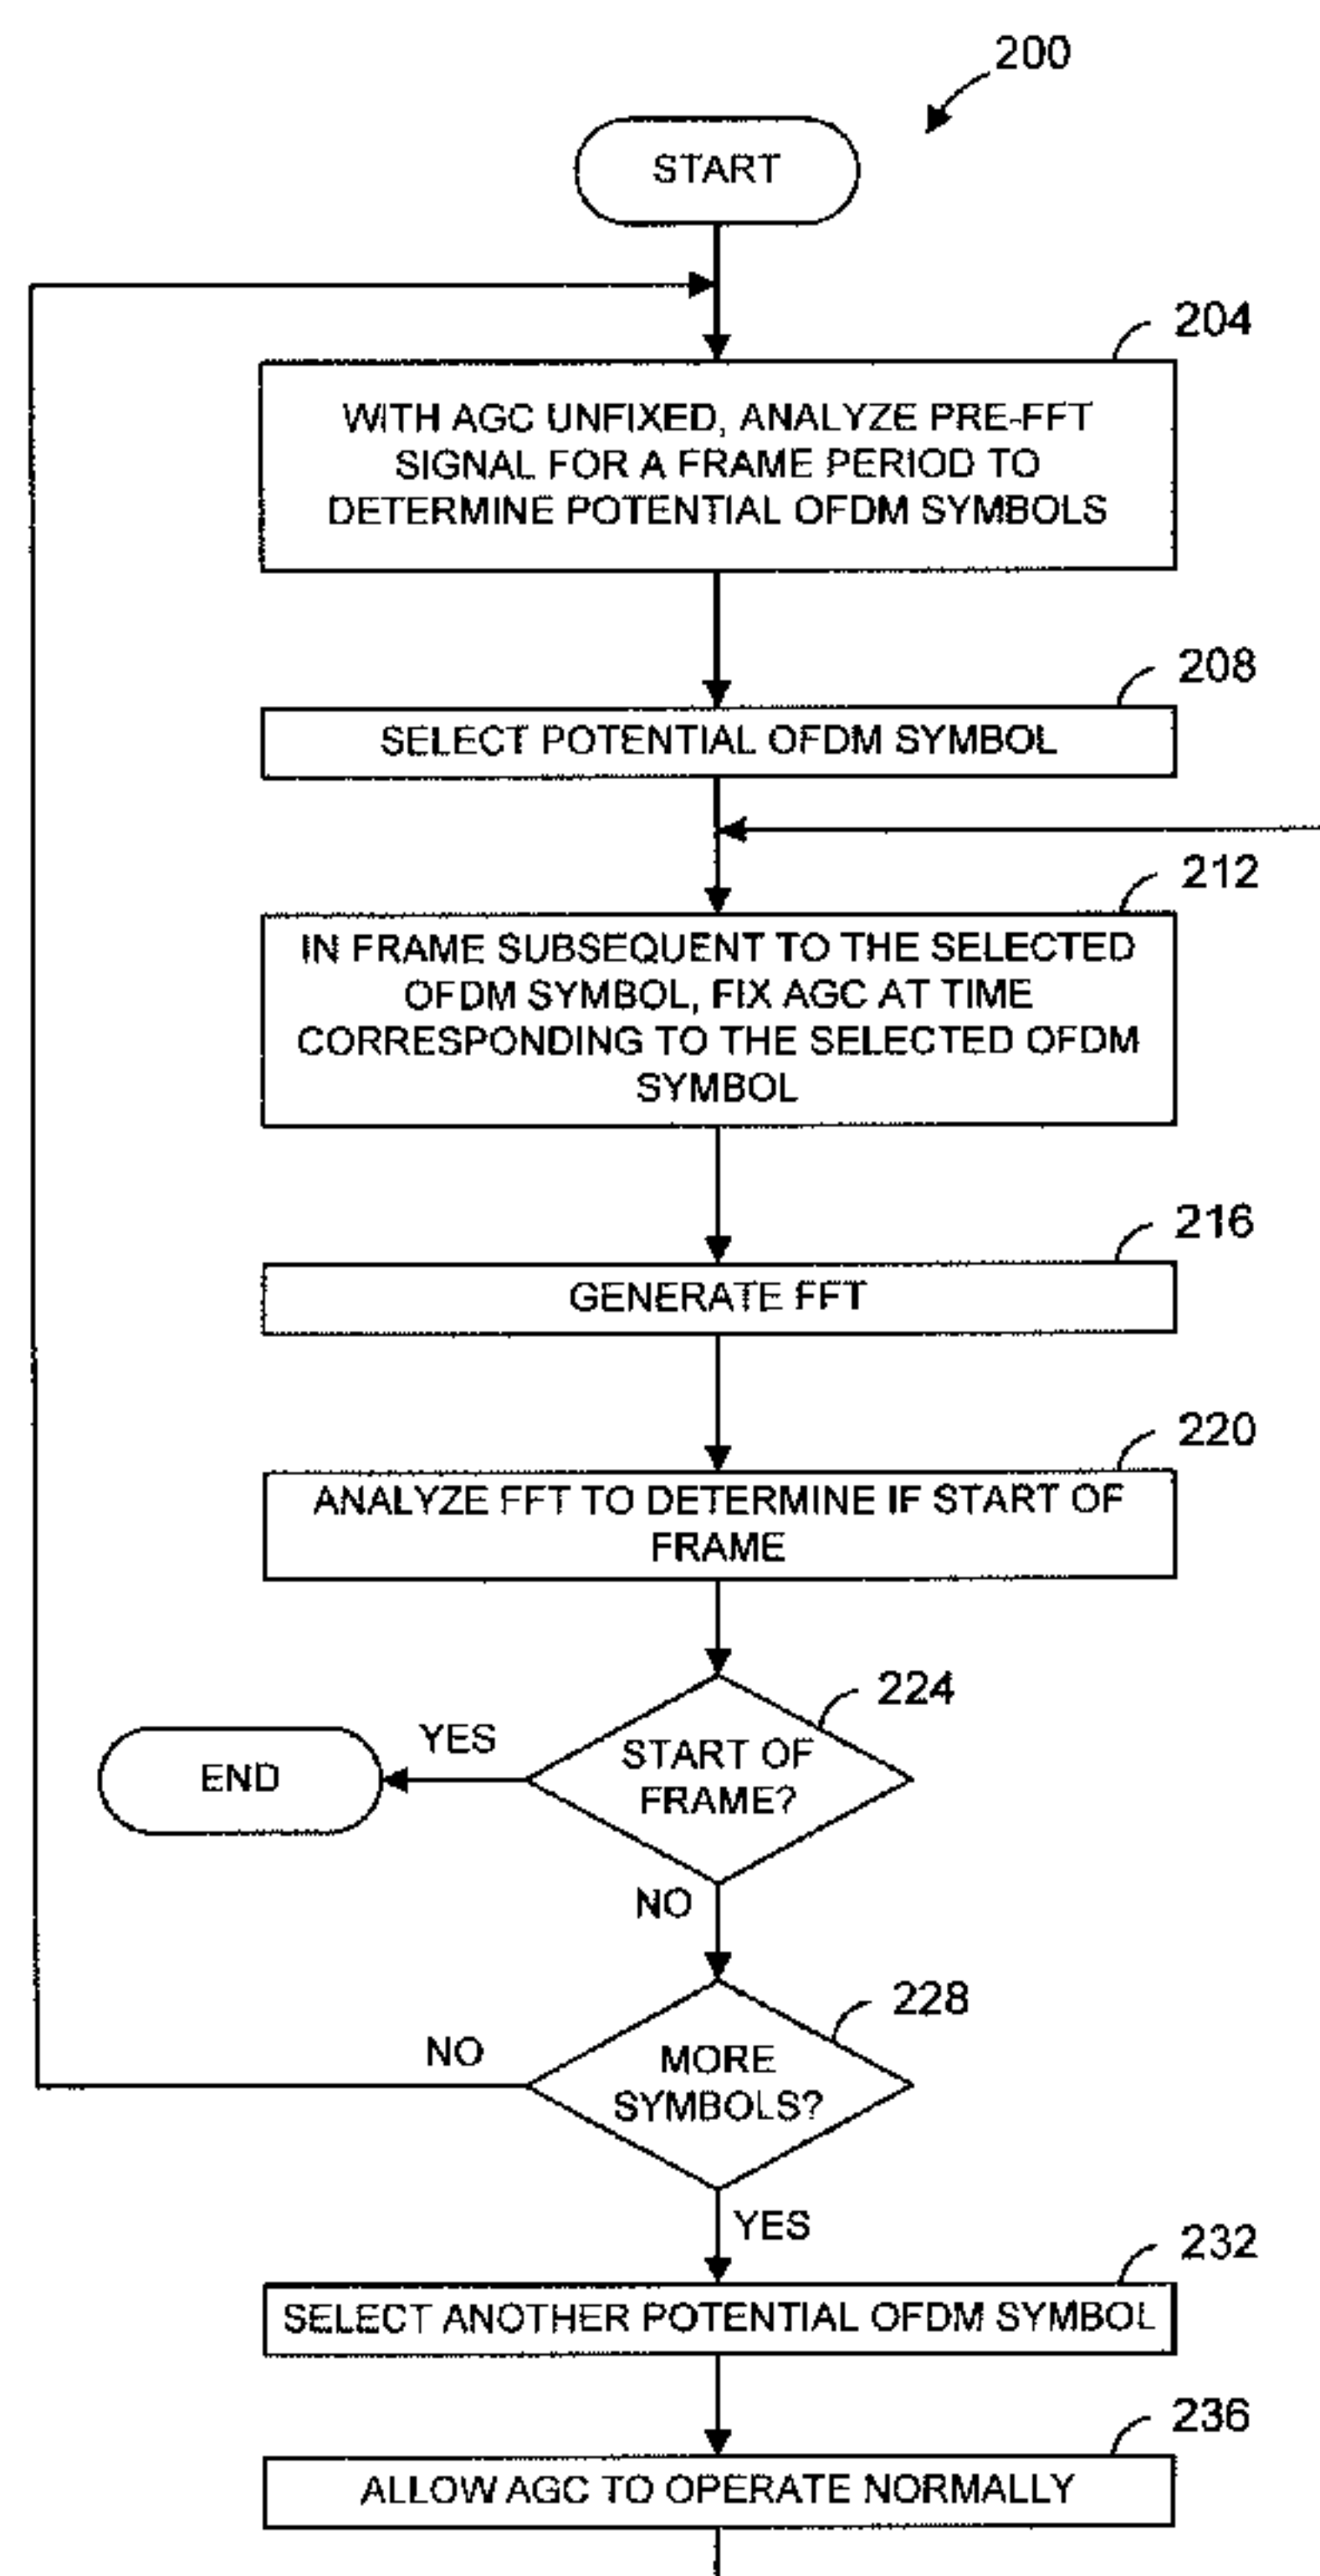 200
START
204
WITH AGC UNFIXED, ANALYZE PRE-FFT
SIGNAL FOR A FRAME PERIOD TO
DETERMINE POTENTIAL OFDM SYMBOLS
208
SELECT POTENTIAL OFDM SYMBOL
212
IN FRAME SUBSEQUENT TO THE SELECTED
OFDM SYMBOL, FIX AGC AT TIME
CORRESPONDING TO THE SELECTED OFDM
SYMBOL
216
GENERATE FFT
220
ANALYZE FFT TO DETERMINE IF START OF
FRAME
224
START OF
FRAME?
YES
END
NO
228
MORE
SYMBOLS?
NO
YES
232
SELECT ANOTHER POTENTIAL OFDM SYMBOL
236
ALLOW AGC TO OPERATE NORMALLY